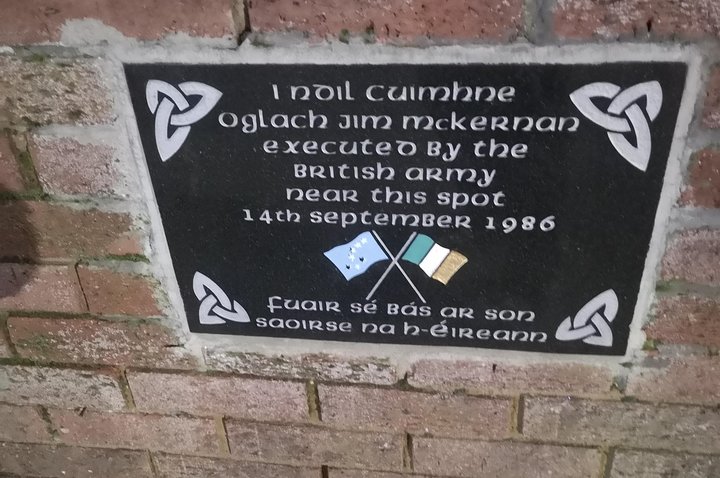 I nDIL CUIMHNE
OGLACH JIM McKERNAN
EXECUTED BY THE
BRITISH ARMY
NEAR THIS SPOT
14th SEPTEMBER 1986
FUAIR SÉ BÁS AR SON
SAOIRSE NA h-ÉIREANN